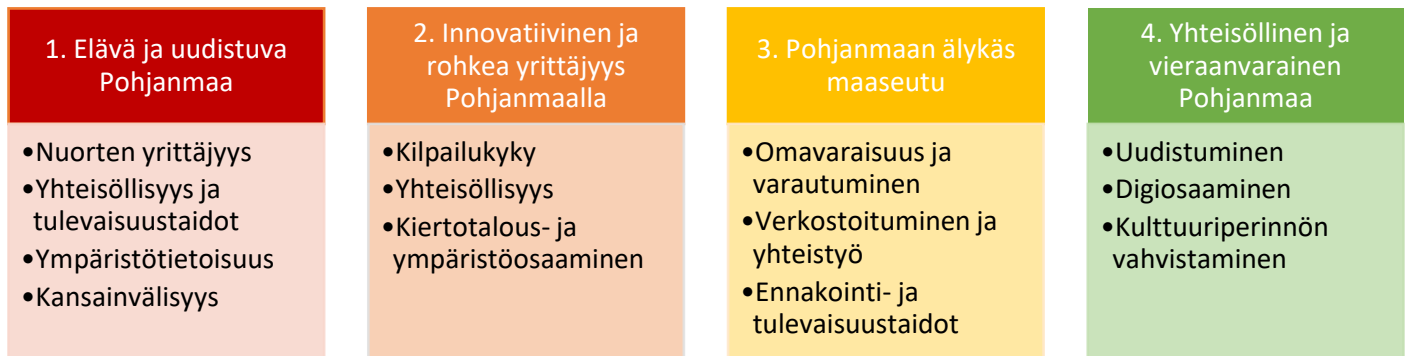 1. Elävä ja uudistuva
Pohjanmaa
•Nuorten yrittäjyys
•Yhteisöllisyys ja
tulevaisuustaidot
•Ympäristötietoisuus
•Kansainvälisyys
2. Innovatiivinen ja
rohkea yrittäjyys
Pohjanmaalla
•Kilpailukyky
•Yhteisöllisyys
•Kiertotalous- ja
ympäristöosaaminen
3. Pohjanmaan älykäs
maaseutu
•Omavaraisuus ja
varautuminen
•Verkostoituminen ja
yhteistyö
•Ennakointi- ja
tulevaisuustaidot
4. Yhteisöllinen ja
vieraanvarainen
Pohjanmaa
•Uudistuminen
•Digiosaaminen
•Kulttuuriperinnön
vahvistaminen